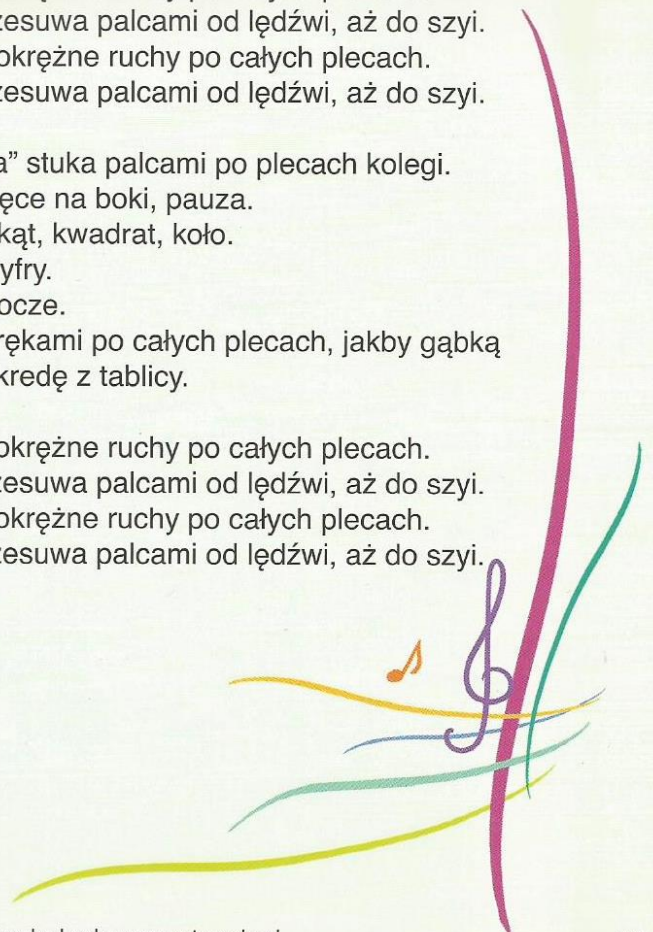 zesuwa palcami od lędźwi, aż do szyi.
okrężne ruchy po całych plecach.
zesuwa palcami od lędźwi, aż do szyi.
a” stuka palcami po plecach kolegi.
ęce na boki, pauza.
kąt, kwadrat, koło.
yfry.
ocze.
rękami po całych plecach, jakby gąbką
kredę z tablicy.
okrężne ruchy po całych plecach.
zesuwa palcami od lędźwi, aż do szyi.
okrężne ruchy po całych plecach.
zesuwa palcami od lędźwi, aż do szyi.